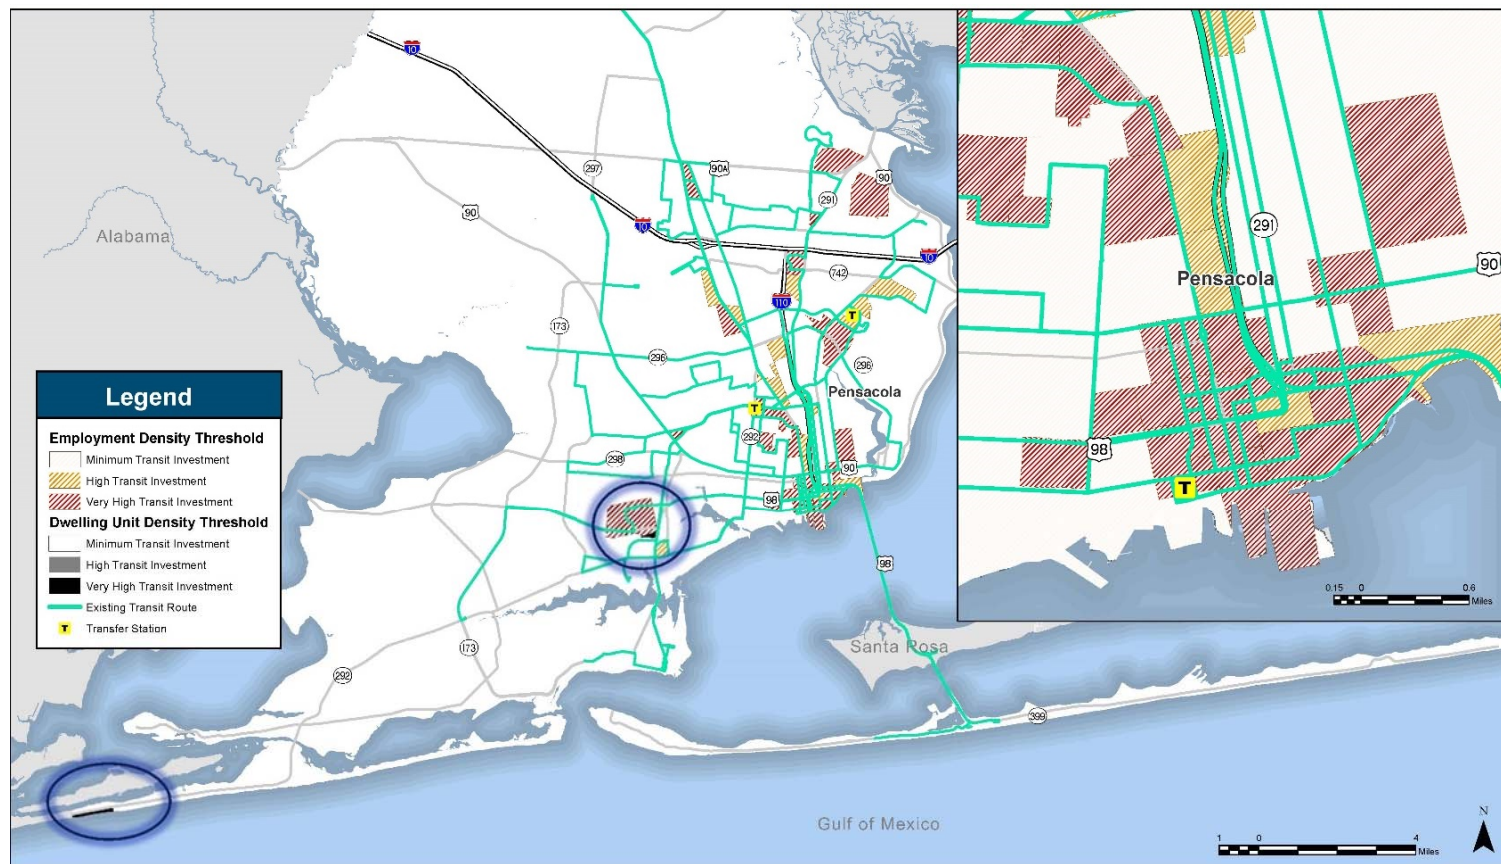 10
297
90A
90
291
90
Alabama
10
10
742
110
T
173
296
296
Pensacola
T
292
298
90
98
98
173
292
Santa Rosa
399
Gulf of Mexico
Legend
Employment Density Threshold
Minimum Transit Investment
High Transit Investment
Very High Transit Investment
Dwelling Unit Density Threshold
Minimum Transit Investment
High Transit Investment
Very High Transit Investment
Existing Transit Route
T Transfer Station
291
90
Pensacola
98
T
0.15 0 0.6
Miles
N
1 0 4
Miles